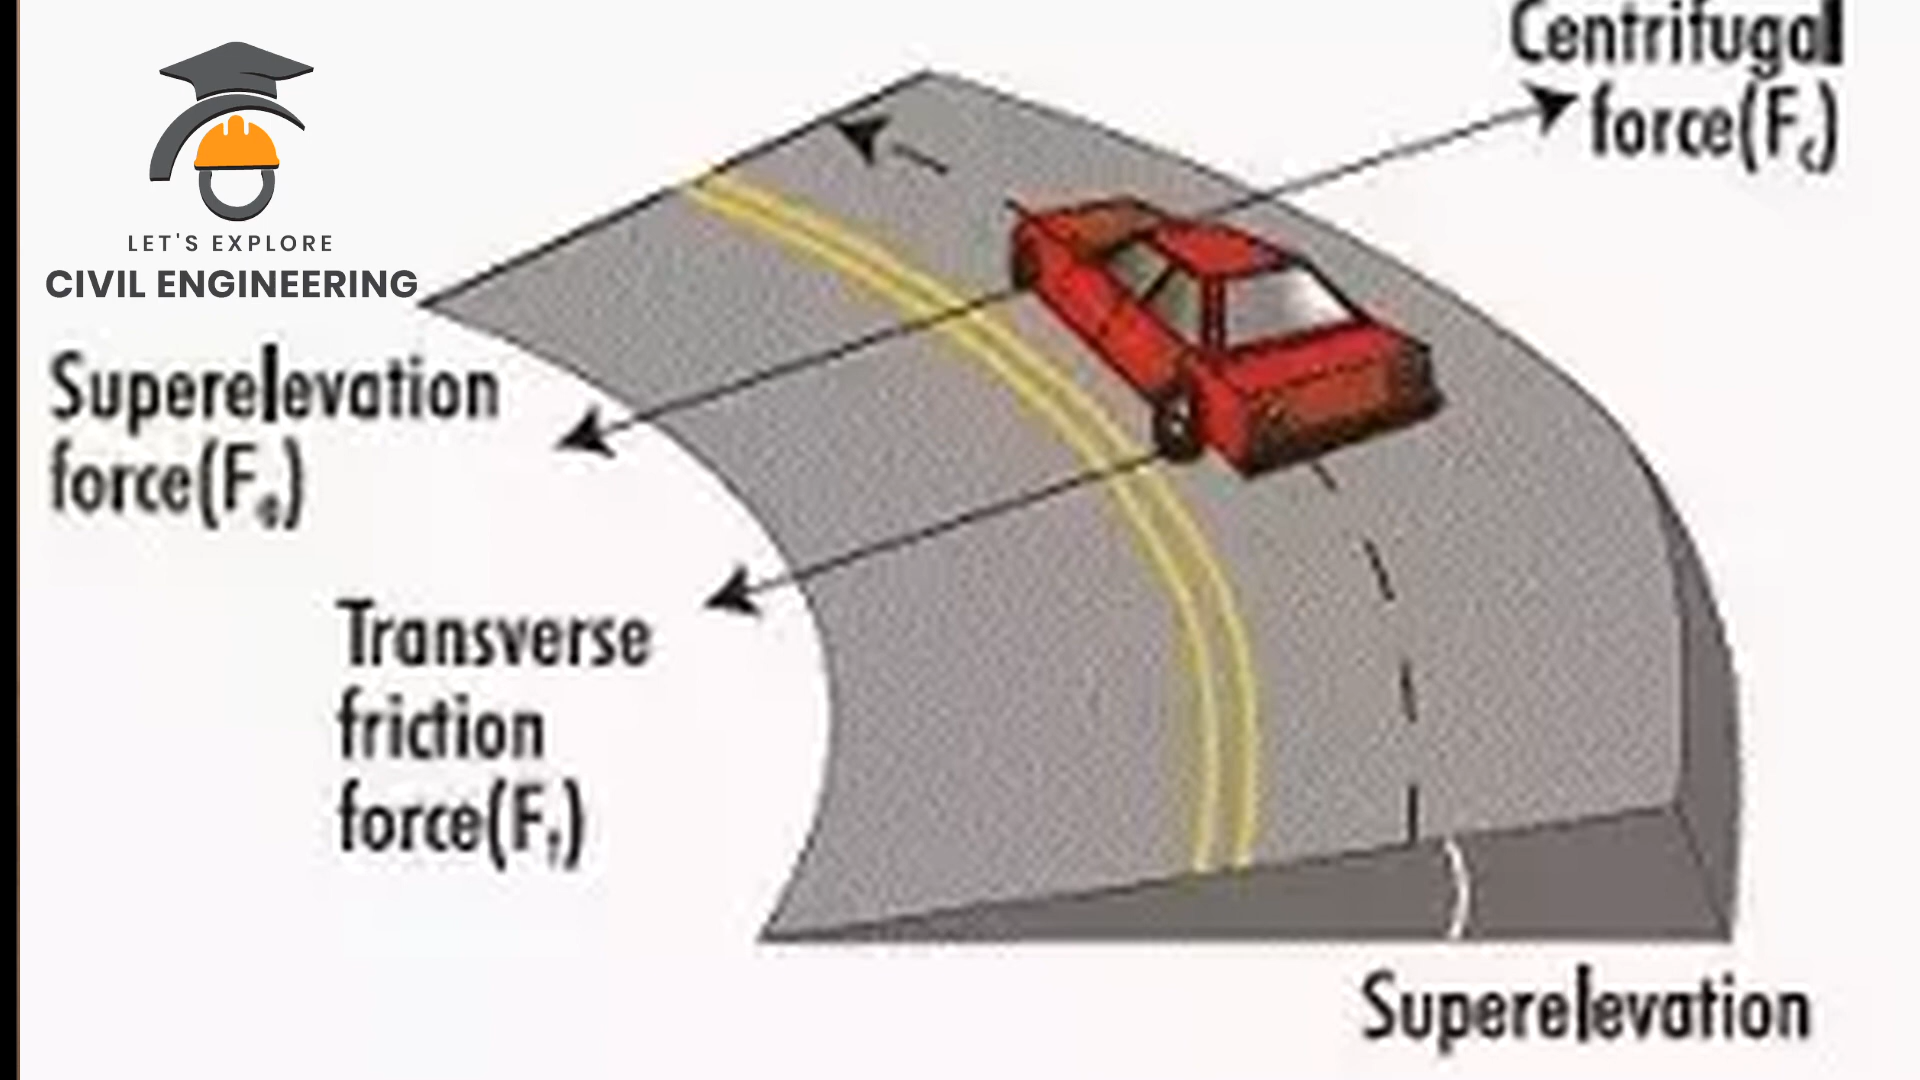 LET'S EXPLORE
CIVIL ENGINEERING
Centrifugal
force(Fc)
Superelevation
force(Fe)
Transverse
friction
force(Ff)
Superelevation